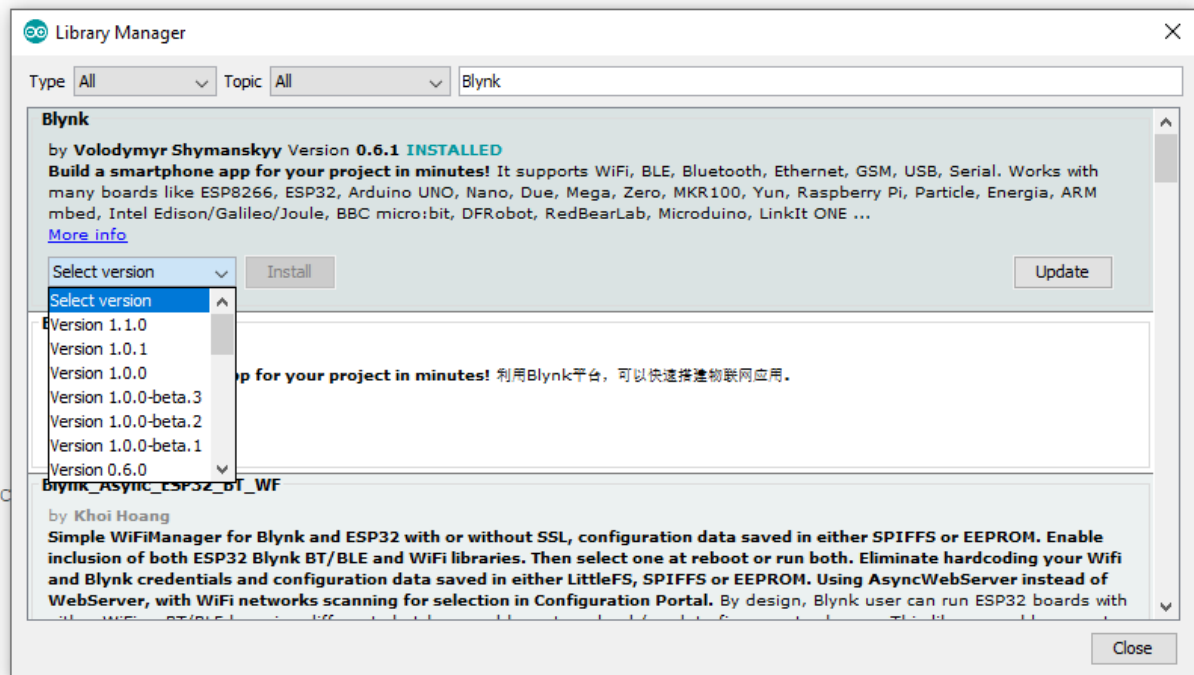 Library Manager
Type All Topic All Blynk
Blynk
by Volodymyr Shymanskyy Version 0.6.1 INSTALLED
Build a smartphone app for your project in minutes! It supports WiFi, BLE, Bluetooth, Ethernet, GSM, USB, Serial. Works with
many boards like ESP8266, ESP32, Arduino UNO, Nano, Due, Mega, Zero, MKR100, Yun, Raspberry Pi, Particle, Energia, ARM
mbed, Intel Edison/Galileo/Joule, BBC micro:bit, DFRobot, RedBearLab, Microduino, LinkIt ONE ...
More info
Select version Install Update
Select version
Version 1.1.0
Version 1.0.1
Version 1.0.0
pp for your project in minutes! 利用Blynk平台，可以快速搭建物联网应用。
Version 1.0.0-beta.3
Version 1.0.0-beta.2
Version 1.0.0-beta.1
Version 0.6.0
Blynk_Async_ESP32_BT_WF
by Khoi Hoang
Simple WiFiManager for Blynk and ESP32 with or without SSL, configuration data saved in either SPIFFS or EEPROM. Enable
inclusion of both ESP32 Blynk BT/BLE and WiFi libraries. Then select one at reboot or run both. Eliminate hardcoding your Wifi
and Blynk credentials and configuration data saved in either LittleFS, SPIFFS or EEPROM. Using AsyncWebServer instead of
WebServer, with WiFi networks scanning for selection in Configuration Portal. By design, Blynk user can run ESP32 boards with
Close